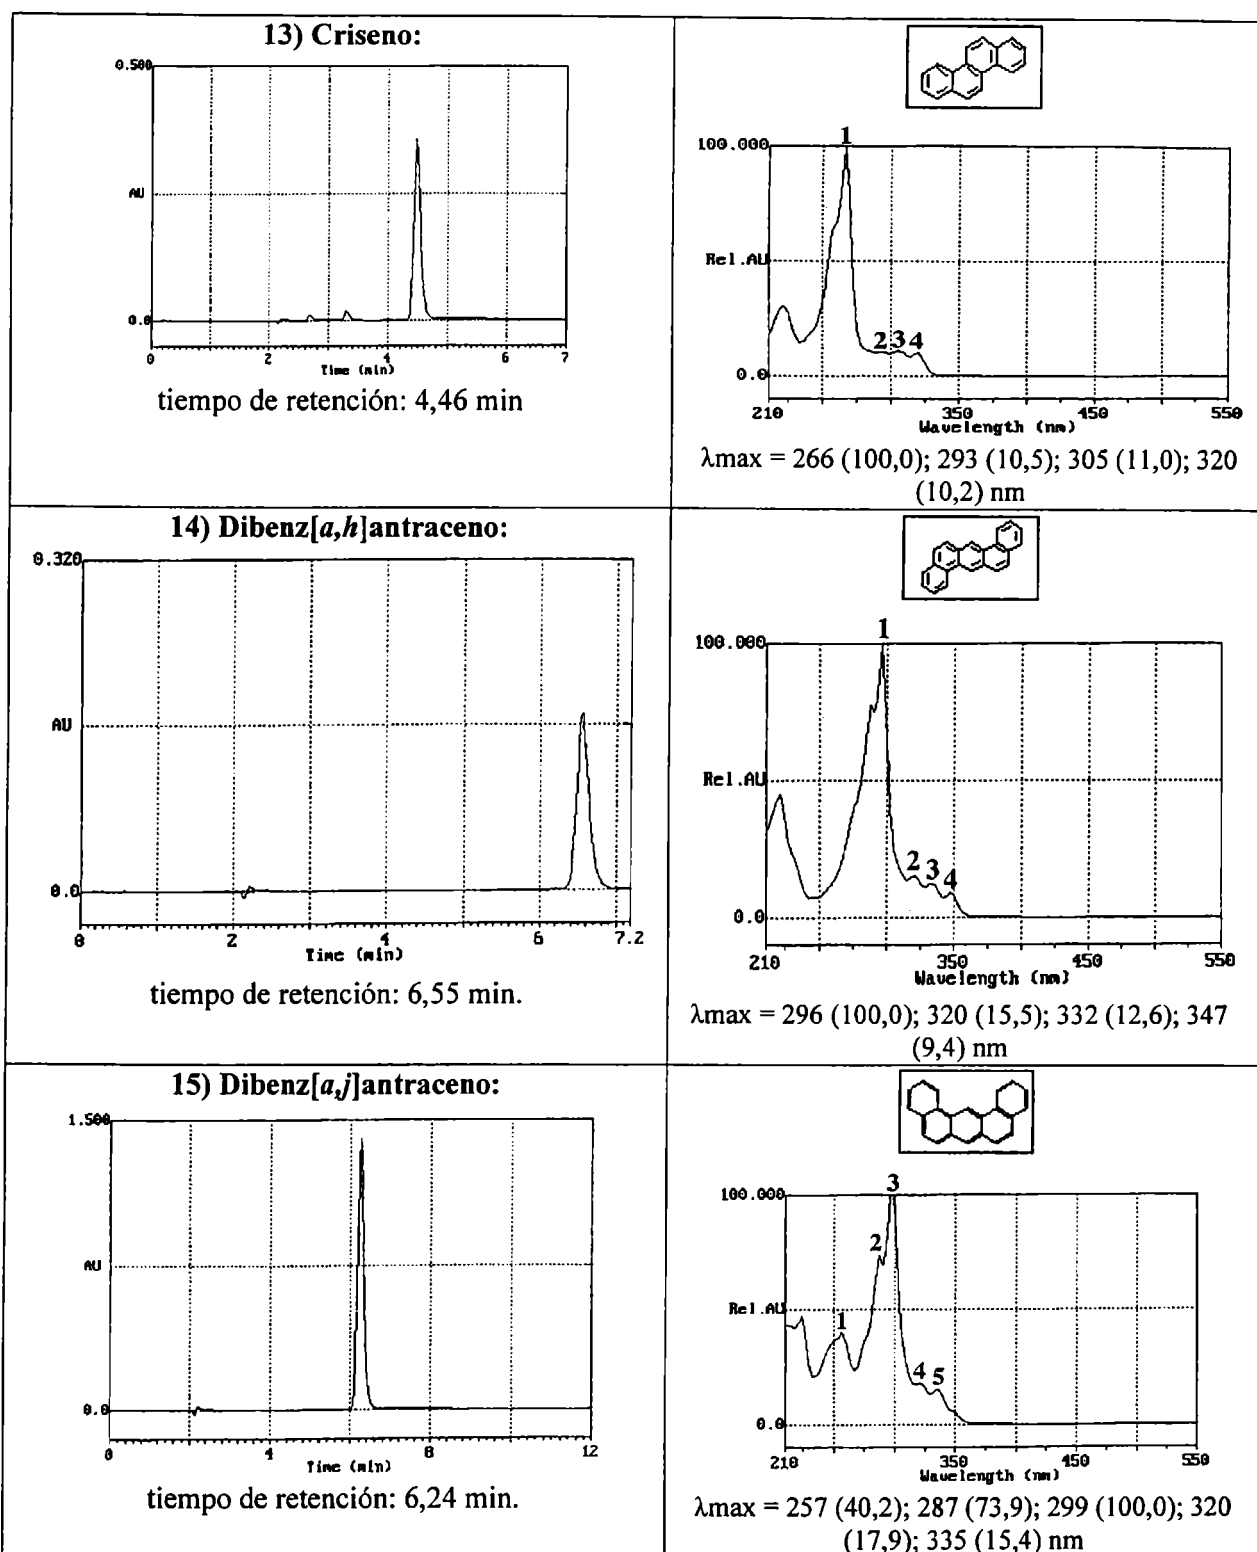 13) Criseno:
0.500
AU
0.0
0 2 4 6 7
Time (min)
tiempo de retención: 4,46 min
100.000
1
Rel.AU
2 3 4
0.0
210 350 450 550
Wavelength (nm)
λmax = 266 (100,0); 293 (10,5); 305 (11,0); 320
(10,2) nm
14) Dibenz[a,h]antraceno:
0.320
AU
0.0
0 2 4 6 7.2
Time (min)
tiempo de retención: 6,55 min.
1
100.000
Rel.AU
2 3 4
0.0
210 350 450 550
Wavelength (nm)
λmax = 296 (100,0); 320 (15,5); 332 (12,6); 347
(9,4) nm
15) Dibenz[a,j]antraceno:
1.500
AU
0.0
0 4 8 12
Time (min)
tiempo de retención: 6,24 min.
3
100.000
2
Rel.AU
1
4 5
0.0
210 350 450 550
Wavelength (nm)
λmax = 257 (40,2); 287 (73,9); 299 (100,0); 320
(17,9); 335 (15,4) nm